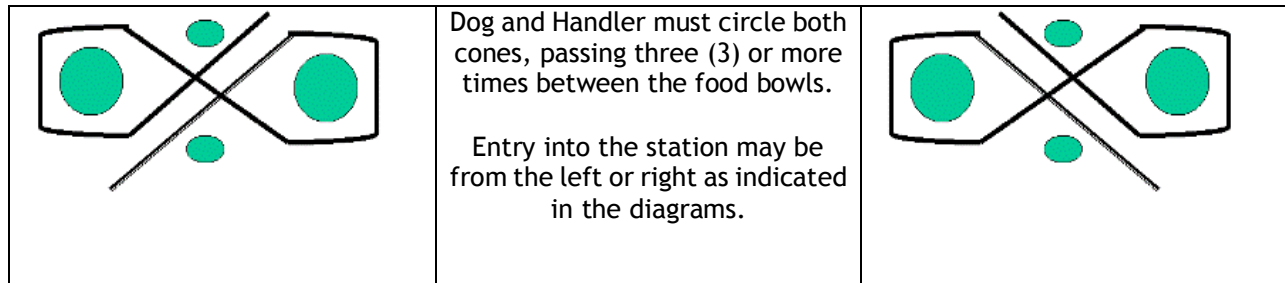 Dog and Handler must circle both
cones, passing three (3) or more
times between the food bowls.
Entry into the station may be
from the left or right as indicated
in the diagrams.